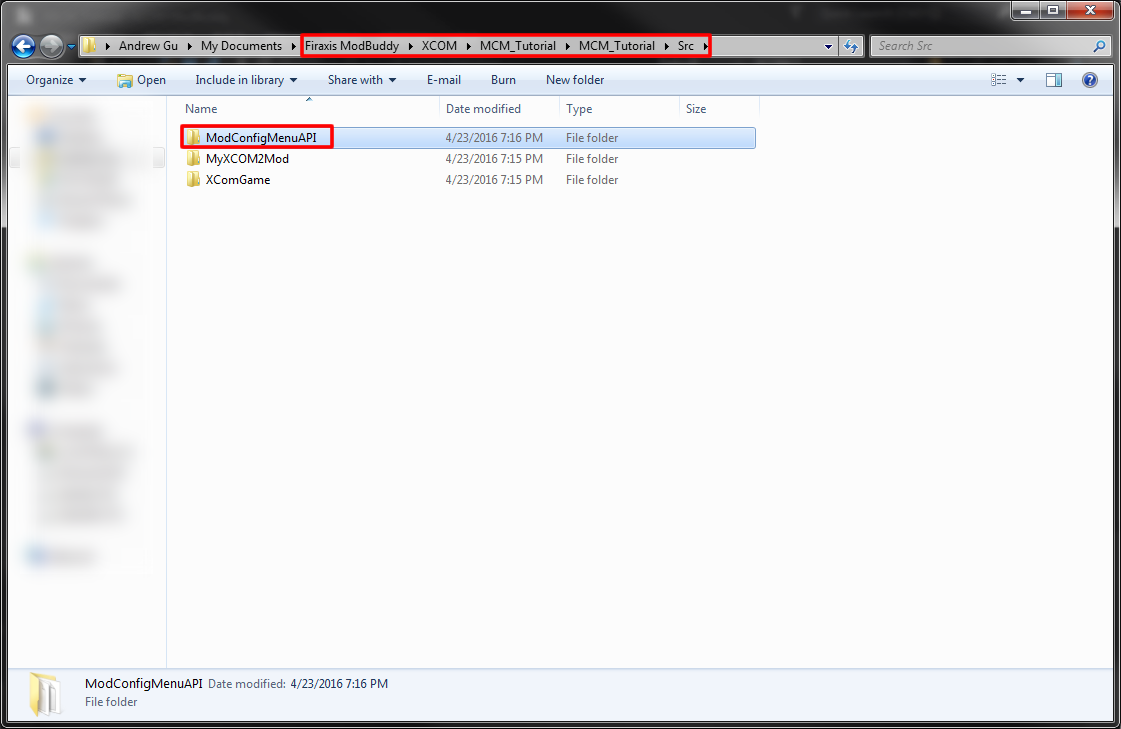 Andrew Gu My Documents Firaxis ModBuddy XCOM MCM_Tutorial MCM_Tutorial Src Search Src
Organize Open Include in library Share with E-mail Burn New folder
Name Date modified Type Size
ModConfigMenuAPI 4/23/2016 7:16 PM File folder
MyXCOM2Mod 4/23/2016 7:15 PM File folder
XComGame 4/23/2016 7:15 PM File folder
ModConfigMenuAPI Date modified: 4/23/2016 7:16 PM
File folder